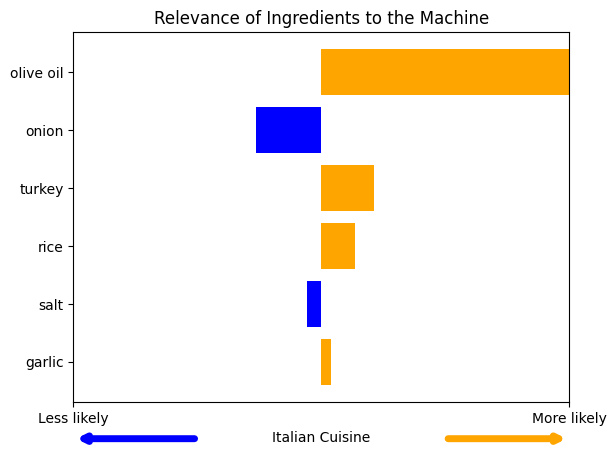 Relevance of Ingredients to the Machine
olive oil
onion
turkey
rice
salt
garlic
Less likely
More likely
Italian Cuisine